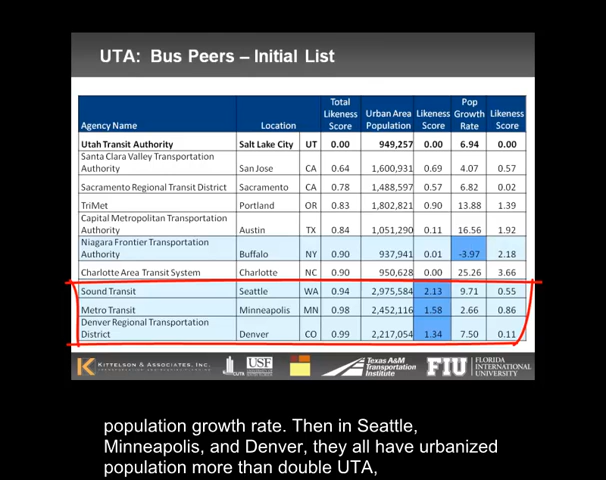 UTA: Bus Peers – Initial List
Total Likeness Score
Urban Area Population
Likeness Score
Pop Growth Rate
Likeness Score
Agency Name
Location
Utah Transit Authority Salt Lake City UT 0.00 949,257 0.00 6.94 0.00
Santa Clara Valley Transportation Authority San Jose CA 0.64 1,600,931 0.69 4.07 0.57
Sacramento Regional Transit District Sacramento CA 0.78 1,488,597 0.57 6.82 0.02
TriMet Portland OR 0.83 1,802,821 0.90 13.88 1.39
Capital Metropolitan Transportation Authority Austin TX 0.84 1,051,290 0.11 16.56 1.92
Niagara Frontier Transportation Authority Buffalo NY 0.90 937,941 0.01 -3.97 2.18
Charlotte Area Transit System Charlotte NC 0.90 950,628 0.00 25.26 3.66
Sound Transit Seattle WA 0.94 2,975,584 2.13 9.71 0.55
Metro Transit Minneapolis MN 0.98 2,452,116 1.58 2.66 0.86
Denver Regional Transportation District Denver CO 0.99 2,217,054 1.34 7.50 0.11
KITTELSON & ASSOCIATES, INC.
CUTR
USF
Texas A&M Transportation Institute
FIU
FLORIDA INTERNATIONAL UNIVERSITY
population growth rate. Then in Seattle,
Minneapolis, and Denver, they all have urbanized
population more than double UTA,